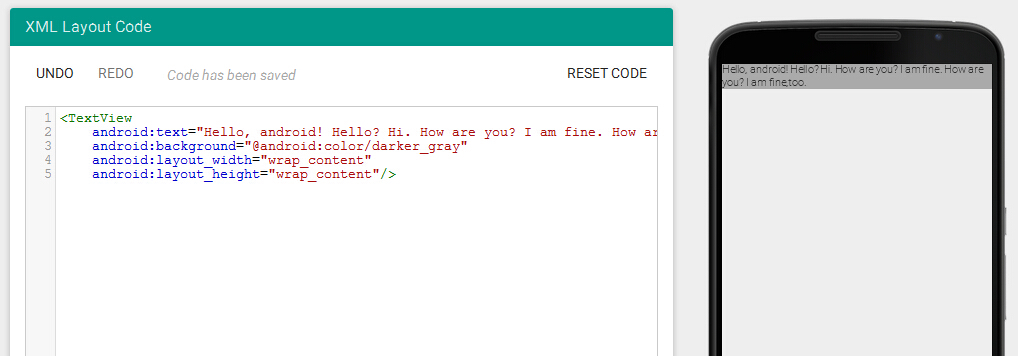 XML Layout Code
UNDO REDO Code has been saved RESET CODE
1 <TextView
2 android:text="Hello, android! Hello? Hi. How are you? I am fine. How ar
3 android:background="@android:color/darker_gray"
4 android:layout_width="wrap_content"
5 android:layout_height="wrap_content"/>
Hello, android! Hello? Hi. How are you? I am fine. How are
you? I am fine,too.